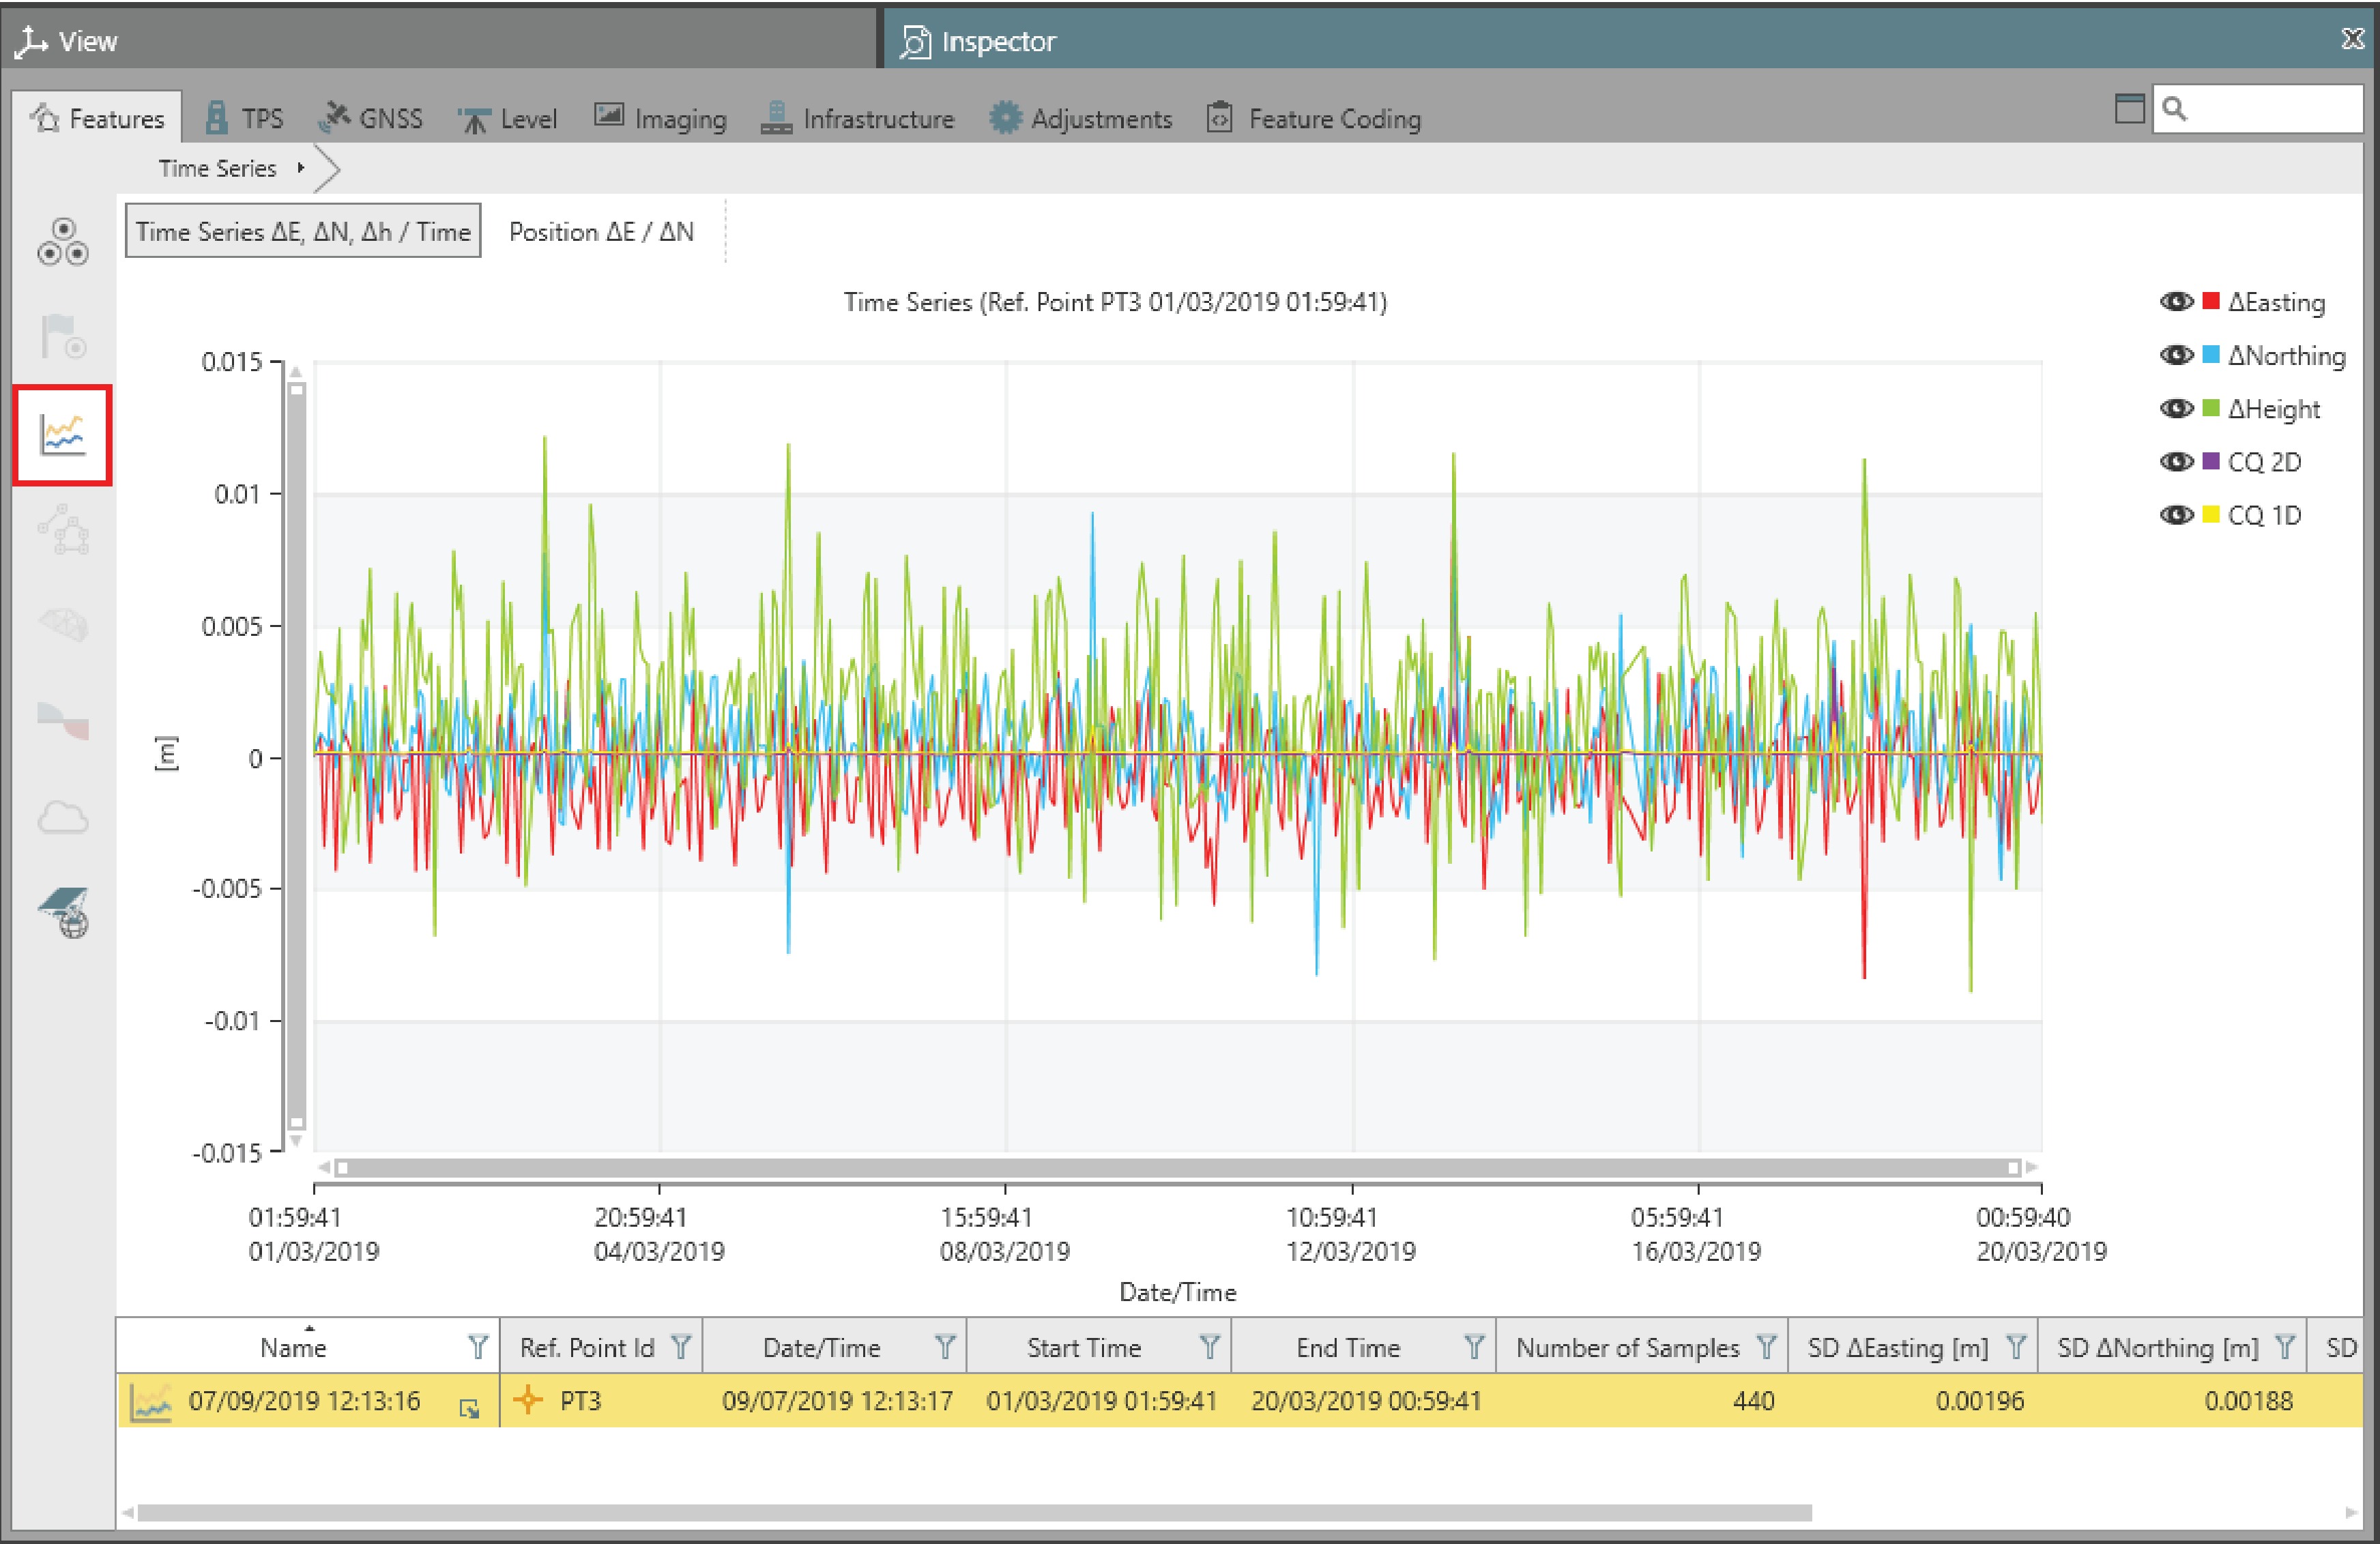 View
Inspector
Features TPS GNSS Level Imaging Infrastructure Adjustments Feature Coding
Time Series
Time Series ΔE, ΔN, Δh / Time Position ΔE / ΔN
Time Series (Ref. Point PT3 01/03/2019 01:59:41)
ΔEasting
ΔNorthing
ΔHeight
CQ 2D
CQ 1D
0.015
0.01
0.005
0
-0.005
-0.01
-0.015
[m]
01:59:41 20:59:41 15:59:41 10:59:41 05:59:41 00:59:40
01/03/2019 04/03/2019 08/03/2019 12/03/2019 16/03/2019 20/03/2019
Date/Time
Name Ref. Point Id Date/Time Start Time End Time Number of Samples SD ΔEasting [m] SD ΔNorthing [m] SD
07/09/2019 12:13:16 PT3 09/07/2019 12:13:17 01/03/2019 01:59:41 20/03/2019 00:59:41 440 0.00196 0.00188